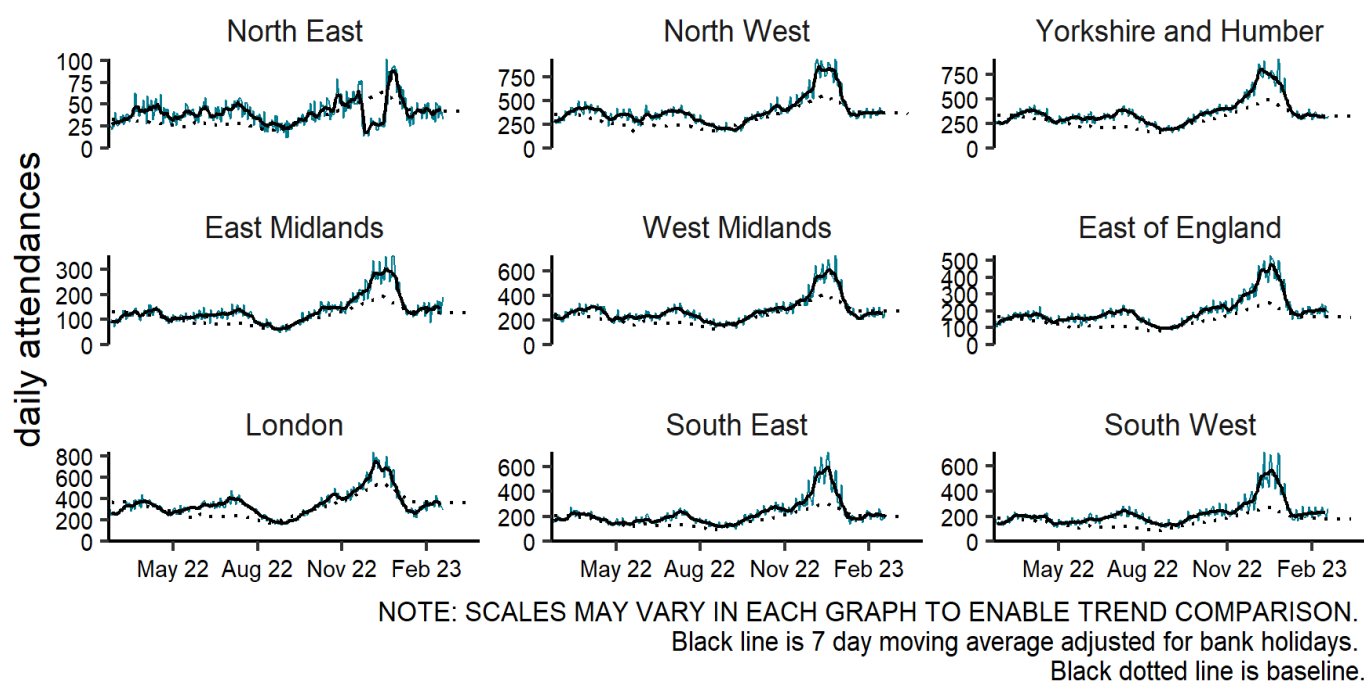 daily attendances
North East
100
75
50
25
0
North West
750
500
250
0
Yorkshire and Humber
750
500
250
0
East Midlands
300
200
100
0
West Midlands
600
400
200
0
East of England
500
400
300
200
100
0
London
800
600
400
200
0
May 22 Aug 22 Nov 22 Feb 23
South East
600
400
200
0
May 22 Aug 22 Nov 22 Feb 23
South West
600
400
200
0
May 22 Aug 22 Nov 22 Feb 23
NOTE: SCALES MAY VARY IN EACH GRAPH TO ENABLE TREND COMPARISON.
Black line is 7 day moving average adjusted for bank holidays.
Black dotted line is baseline.